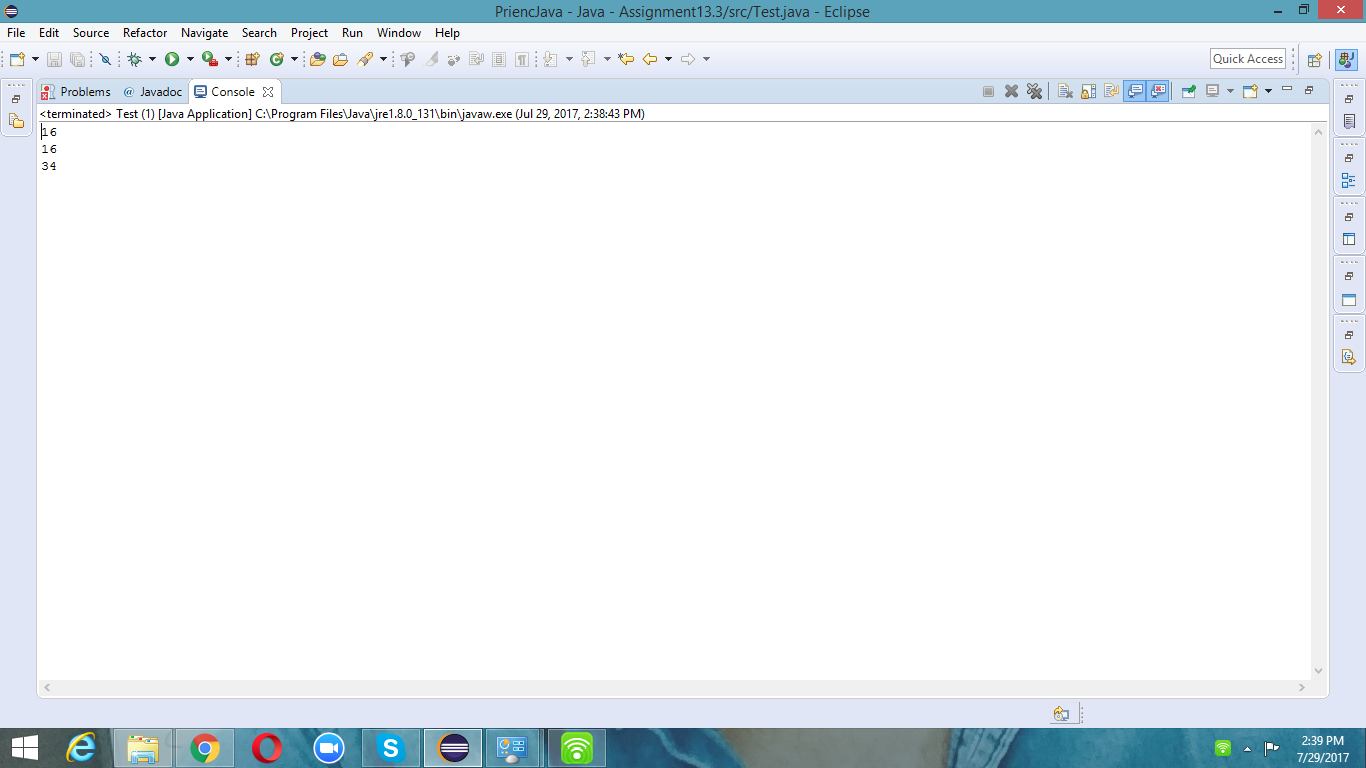 PriencJava - Java - Assignment13.3/src/Test.java - Eclipse
File Edit Source Refactor Navigate Search Project Run Window Help
Quick Access
Problems @ Javadoc Console
<terminated> Test (1) [Java Application] C:\Program Files\Java\jre1.8.0_131\bin\javaw.exe (Jul 29, 2017, 2:38:43 PM)
16
16
34
2:39 PM
7/29/2017